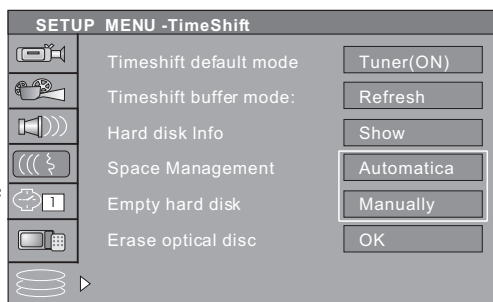 SETUP MENU -TimeShift
Timeshift default mode Tuner(ON)
Timeshift buffer mode: Refresh
Hard disk Info Show
Space Management Automatica
Empty hard disk Manually
1
Erase optical disc OK